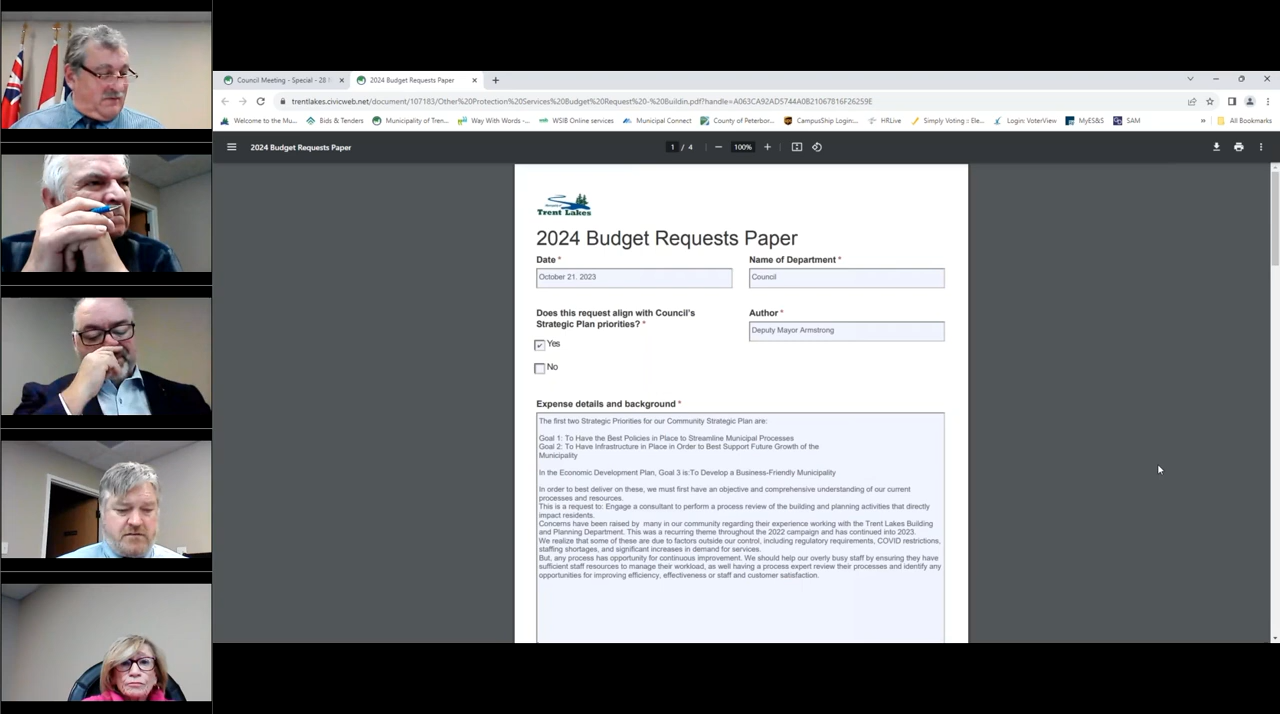 Council Meeting - Special - 28
2024 Budget Requests Paper
trentlakes.civicweb.net/document/107183/Other%20Protection%20Services%20Budget%20Request%20-%20Buildin.pdf?handle=A063CA92AD5744A0B21067816F26259E
Welcome to the Mu...
Bids & Tenders
Municipality of Tren...
Way With Words -...
WSIB Online services
Municipal Connect
County of Peterbor...
CampusShip Login...
HRLive
Simply Voting :: Ele...
Login: VoterView
MyES&S
SAM
All Bookmarks
2024 Budget Requests Paper
1 / 4
100%
Trent Lakes
2024 Budget Requests Paper
Date *
Name of Department *
October 21. 2023
Council
Does this request align with Council's
Strategic Plan priorities? *
Author *
Deputy Mayor Armstrong
Yes
No
Expense details and background *
The first two Strategic Priorities for our Community Strategic Plan are:
Goal 1: To Have the Best Policies in Place to Streamline Municipal Processes
Goal 2: To Have Infrastructure in Place in Order to Best Support Future Growth of the
Municipality
In the Economic Development Plan, Goal 3 is:To Develop a Business-Friendly Municipality
In order to best deliver on these, we must first have an objective and comprehensive understanding of our current
processes and resources.
This is a request to: Engage a consultant to perform a process review of the building and planning activities that directly
impact residents.
Concerns have been raised by many in our community regarding their experience working with the Trent Lakes Building
and Planning Department. This was a recurring theme throughout the 2022 campaign and has continued into 2023.
We realize that some of these are due to factors outside our control, including regulatory requirements, COVID restrictions,
staffing shortages, and significant increases in demand for services.
But, any process has opportunity for continuous improvement. We should help our overly busy staff by ensuring they have
sufficient staff resources to manage their workload, as well having a process expert review their processes and identify any
opportunities for improving efficiency, effectiveness or staff and customer satisfaction.